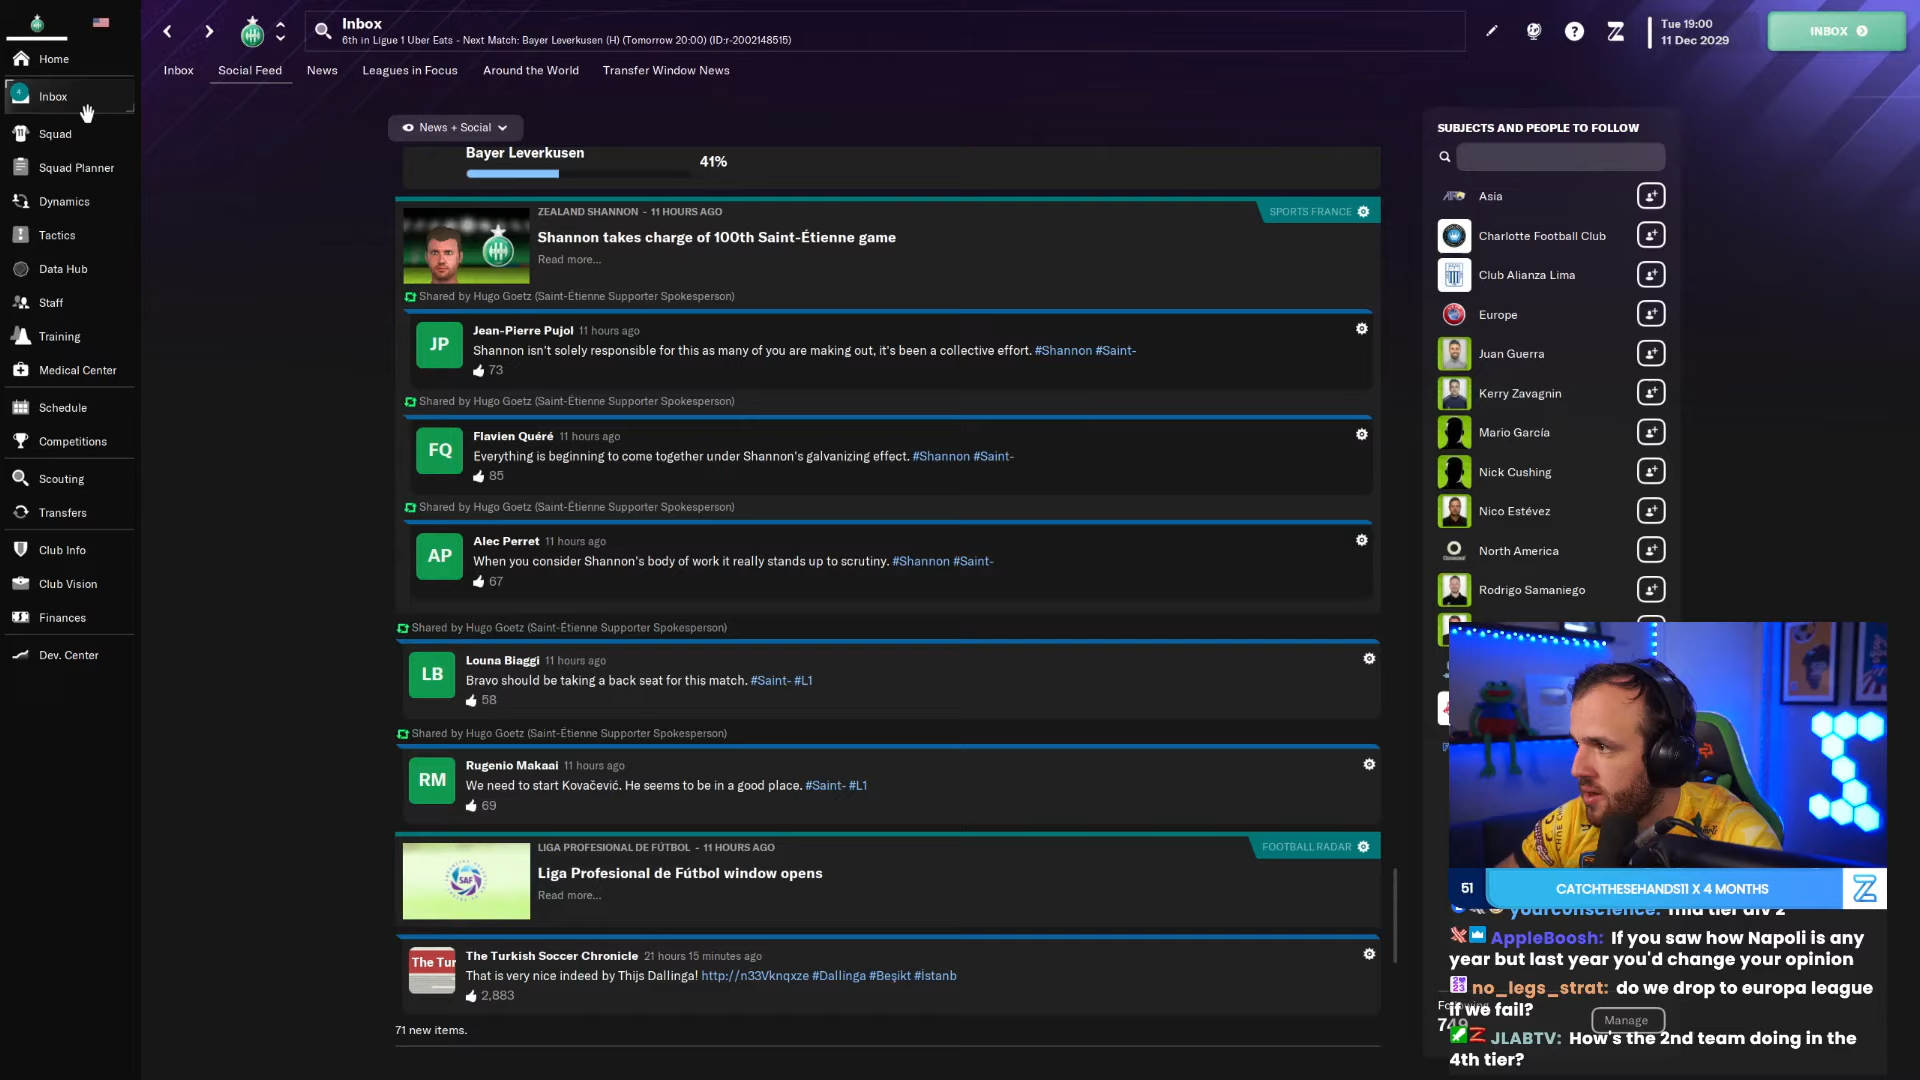 Inbox
6th in Ligue 1 Uber Eats - Next Match: Bayer Leverkusen (H) (Tomorrow 20:00) (ID:r-2002148515)
Tue 19:00
11 Dec 2029
INBOX
Home
4
Inbox
Squad
Squad Planner
Dynamics
Tactics
Data Hub
Staff
Training
Medical Center
Schedule
Competitions
Scouting
Transfers
Club Info
Club Vision
Finances
Dev. Center
Inbox Social Feed News Leagues in Focus Around the World Transfer Window News
News + Social
Bayer Leverkusen
41%
ZEALAND SHANNON - 11 HOURS AGO
SPORTS FRANCE
Shannon takes charge of 100th Saint-Étienne game
Read more...
Shared by Hugo Goetz (Saint-Étienne Supporter Spokesperson)
JP
Jean-Pierre Pujol 11 hours ago
Shannon isn't solely responsible for this as many of you are making out, it's been a collective effort. #Shannon #Saint-
73
Shared by Hugo Goetz (Saint-Étienne Supporter Spokesperson)
FQ
Flavien Quéré 11 hours ago
Everything is beginning to come together under Shannon's galvanizing effect. #Shannon #Saint-
85
Shared by Hugo Goetz (Saint-Étienne Supporter Spokesperson)
AP
Alec Perret 11 hours ago
When you consider Shannon's body of work it really stands up to scrutiny. #Shannon #Saint-
67
Shared by Hugo Goetz (Saint-Étienne Supporter Spokesperson)
LB
Louna Biaggi 11 hours ago
Bravo should be taking a back seat for this match. #Saint- #L1
58
Shared by Hugo Goetz (Saint-Étienne Supporter Spokesperson)
RM
Rugenio Makaai 11 hours ago
We need to start Kovačević. He seems to be in a good place. #Saint- #L1
69
LIGA PROFESIONAL DE FÚTBOL - 11 HOURS AGO
FOOTBALL RADAR
SAF
Liga Profesional de Fútbol window opens
Read more...
The Tur
The Turkish Soccer Chronicle 21 hours 15 minutes ago
That is very nice indeed by Thijs Dallinga! http://n33Vknqxze #Dallinga #Beşikt #İstanb
2,883
71 new items.
SUBJECTS AND PEOPLE TO FOLLOW
Asia
Charlotte Football Club
Club Alianza Lima
Europe
Juan Guerra
Kerry Zavagnin
Mario García
Nick Cushing
Nico Estévez
North America
Rodrigo Samaniego
51
CATCHTHESEHANDS11 X 4 MONTHS
yourconscience: mid tier div 2
AppleBoosh: If you saw how Napoli is any
year but last year you'd change your opinion
no_legs_strat: do we drop to europa league
if we fail?
Manage
JLABTV: How's the 2nd team doing in the
4th tier?